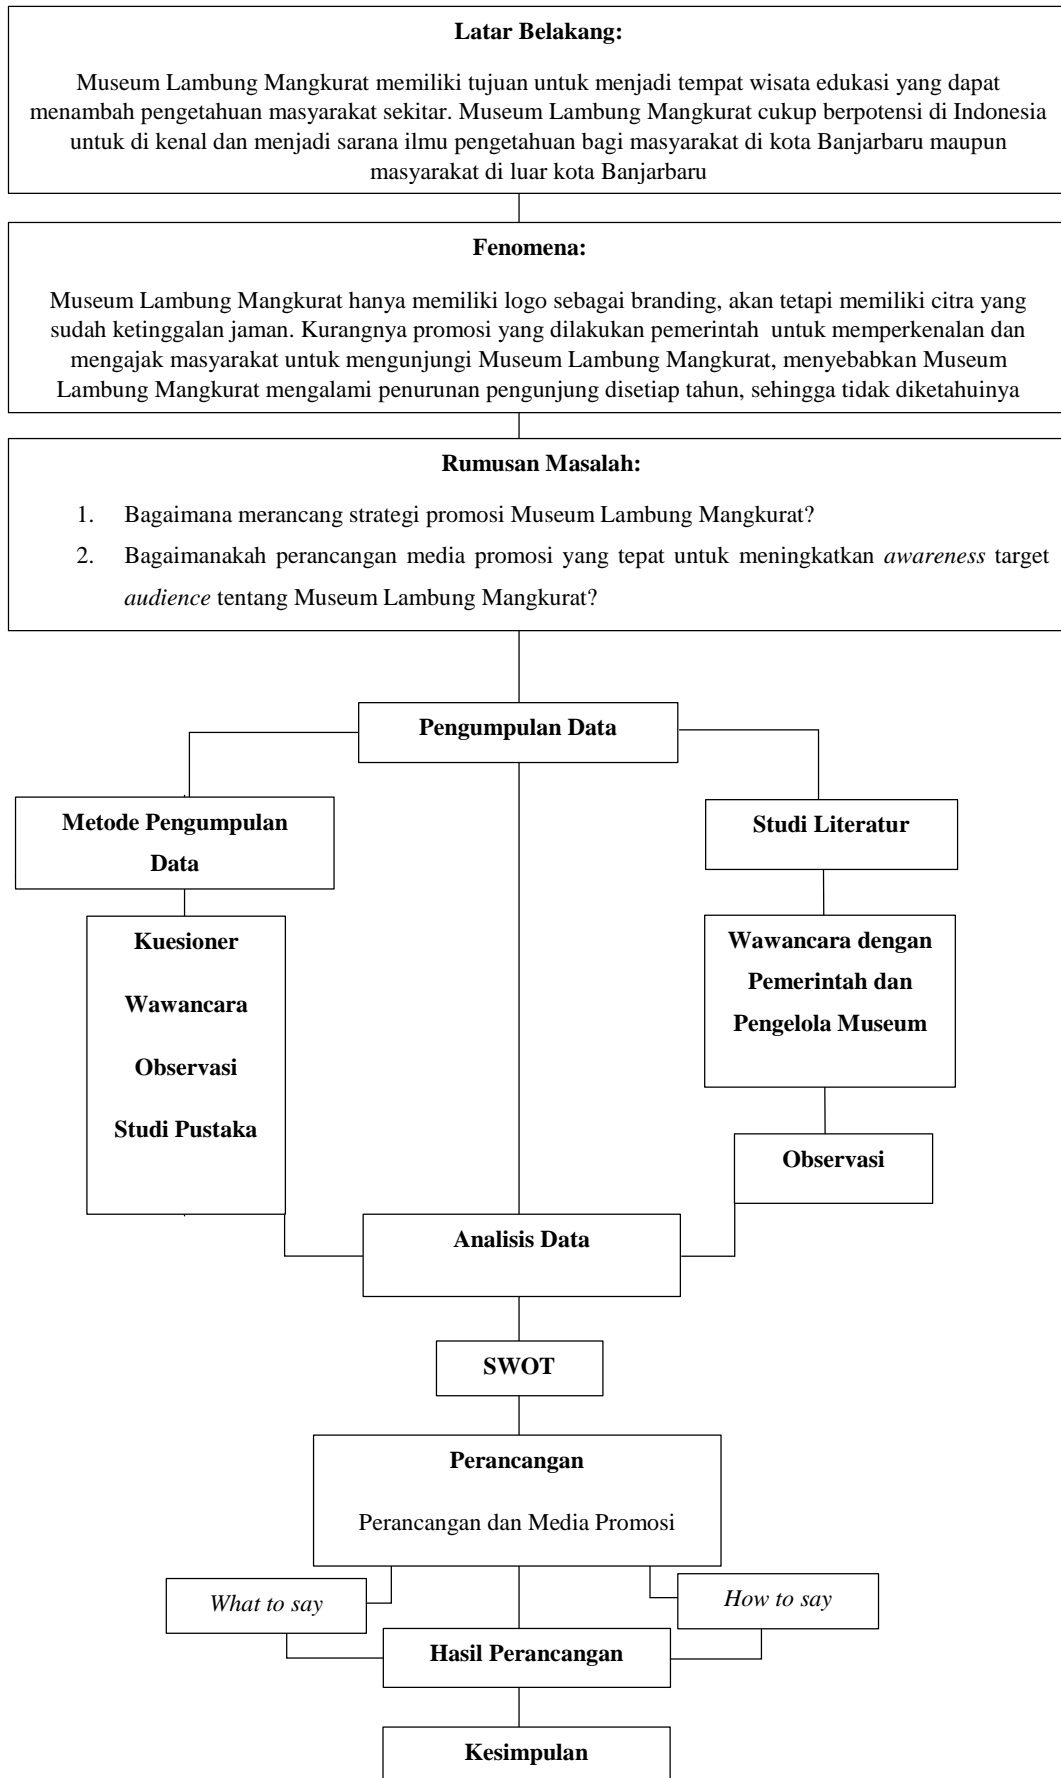 Latar Belakang:
Museum Lambung Mangkurat memiliki tujuan untuk menjadi tempat wisata edukasi yang dapat
menambah pengetahuan masyarakat sekitar. Museum Lambung Mangkurat cukup berpotensi di Indonesia
untuk di kenal dan menjadi sarana ilmu pengetahuan bagi masyarakat di kota Banjarbaru maupun
masyarakat di luar kota Banjarbaru
Fenomena:
Museum Lambung Mangkurat hanya memiliki logo sebagai branding, akan tetapi memiliki citra yang
sudah ketinggalan jaman. Kurangnya promosi yang dilakukan pemerintah untuk memperkenalan dan
mengajak masyarakat untuk mengunjungi Museum Lambung Mangkurat, menyebabkan Museum
Lambung Mangkurat mengalami penurunan pengunjung disetiap tahun, sehingga tidak diketahuinya
Rumusan Masalah:
1. Bagaimana merancang strategi promosi Museum Lambung Mangkurat?
2. Bagaimanakah perancangan media promosi yang tepat untuk meningkatkan awareness target
audience tentang Museum Lambung Mangkurat?
Pengumpulan Data
Metode Pengumpulan
Data
Kuesioner
Wawancara
Observasi
Studi Pustaka
Studi Literatur
Wawancara dengan
Pemerintah dan
Pengelola Museum
Observasi
Analisis Data
SWOT
Perancangan
Perancangan dan Media Promosi
What to say
How to say
Hasil Perancangan
Kesimpulan